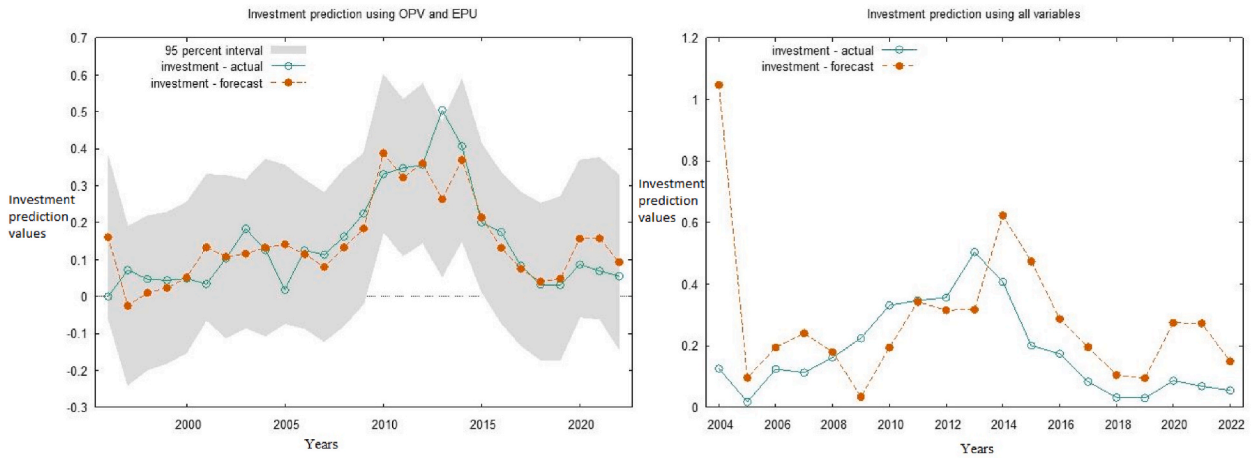 Investment prediction using OPV and EPU
0.7
0.6
0.5
0.4
0.3
0.2
0.1
0
-0.1
-0.2
-0.3
95 percent interval
investment - actual
investment - forecast
Investment
prediction
values
2000
2005
2010
2015
2020
Years
Investment prediction using all variables
1.2
1
0.8
0.6
0.4
0.2
0
investment - actual
investment - forecast
Investment
prediction
values
2004
2006
2008
2010
2012
2014
2016
2018
2020
2022
Years